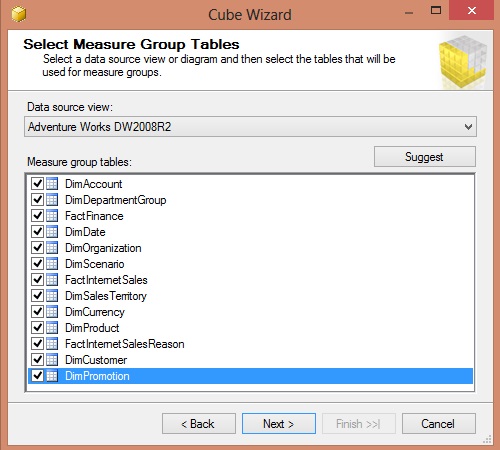 Cube Wizard
Select Measure Group Tables
Select a data source view or diagram and then select the tables that will be
used for measure groups.
Data source view:
Adventure Works DW2008R2
Measure group tables:
Suggest
DimAccount
DimDepartmentGroup
FactFinance
DimDate
DimOrganization
DimScenario
FactInternetSales
DimSalesTerritory
DimCurrency
DimProduct
FactInternetSalesReason
DimCustomer
DimPromotion
< Back
Next >
Finish >>|
Cancel